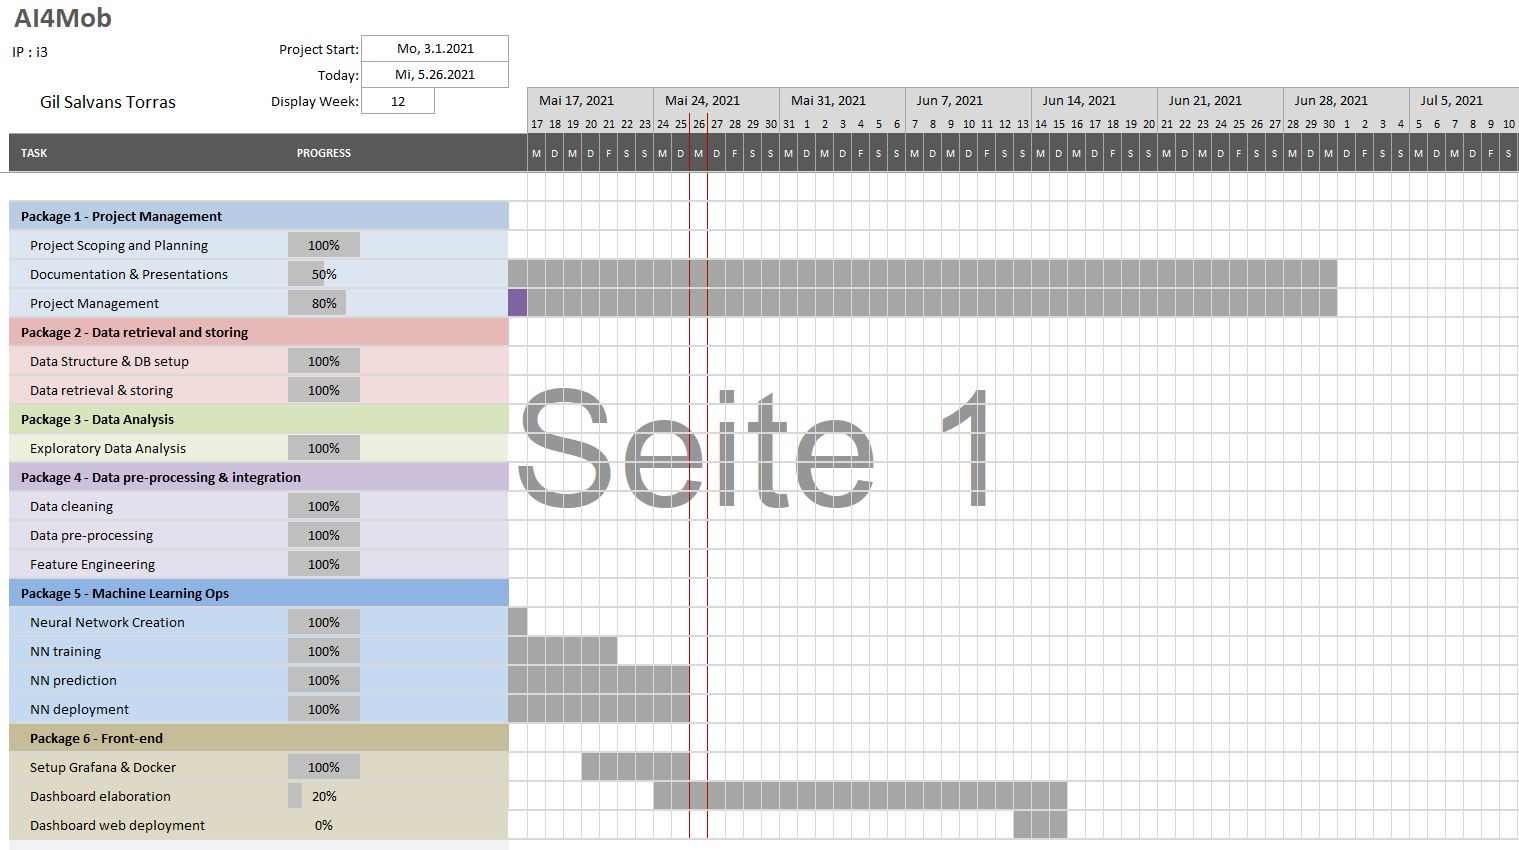 AI4Mob
IP : i3
Project Start: Mo, 3.1.2021
Today: Mi, 5.26.2021
Gil Salvans Torras Display Week: 12
Mai 17, 2021 Mai 24, 2021 Mai 31, 2021 Jun 7, 2021 Jun 14, 2021 Jun 21, 2021 Jun 28, 2021 Jul 5, 2021
17 18 19 20 21 22 23 24 25 26 27 28 29 30 31 1 2 3 4 5 6 7 8 9 10 11 12 13 14 15 16 17 18 19 20 21 22 23 24 25 26 27 28 29 30 1 2 3 4 5 6 7 8 9 10
TASK PROGRESS M D M D F S S M D M D F S S M D M D F S S M D M D F S S M D M D F S S M D M D F S S M D M D F S S M D M D F S
Package 1 - Project Management
Project Scoping and Planning 100%
Documentation & Presentations 50%
Project Management 80%
Package 2 - Data retrieval and storing
Data Structure & DB setup 100%
Data retrieval & storing 100%
Package 3 - Data Analysis
Exploratory Data Analysis 100%
Seite 1
Package 4 - Data pre-processing & integration
Data cleaning 100%
Data pre-processing 100%
Feature Engineering 100%
Package 5 - Machine Learning Ops
Neural Network Creation 100%
NN training 100%
NN prediction 100%
NN deployment 100%
Package 6 - Front-end
Setup Grafana & Docker 100%
Dashboard elaboration 20%
Dashboard web deployment 0%